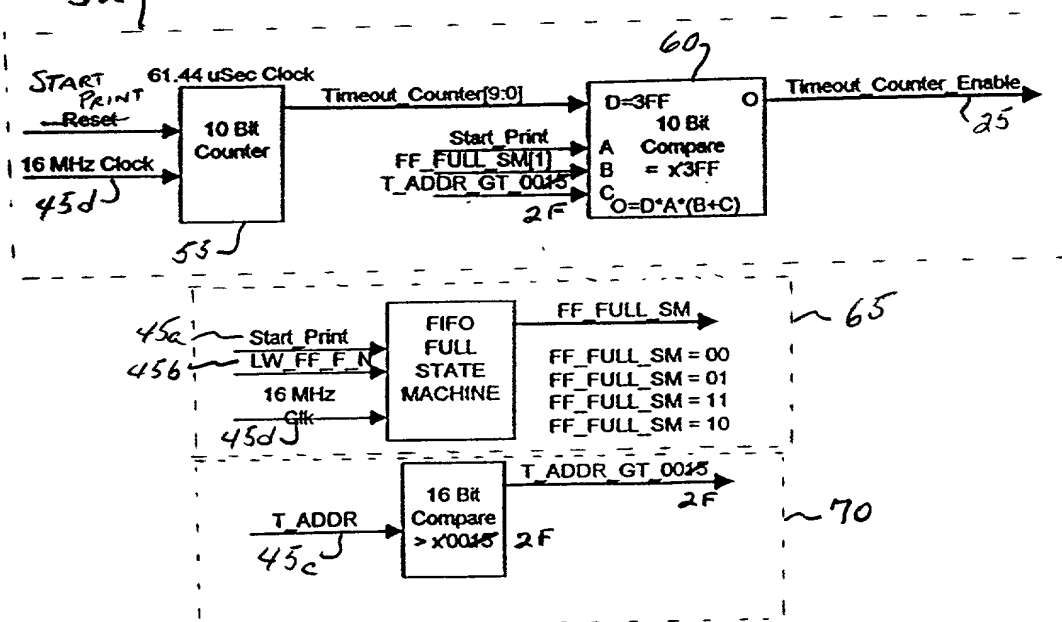 START
PRINT
Reset
16 MHz Clock
45d
61.44 uSec Clock
10 Bit
Counter
53
Timeout_Counter[9:0]
Start_Print
FF_FULL_SM[1]
T_ADDR_GT_0015
2F
60
D=3FF
O
10 Bit
A Compare
B = x'3FF
C
O=D*A*(B+C)
Timeout_Counter_Enable
25
45a
Start_Print
45b
LW_FF_F_N
16 MHz
Clk
45d
FIFO
FULL
STATE
MACHINE
FF_FULL_SM
FF_FULL_SM = 00
FF_FULL_SM = 01
FF_FULL_SM = 11
FF_FULL_SM = 10
65
T_ADDR
45c
16 Bit
Compare
> x'0015
2F
T_ADDR_GT_0015
2F
70